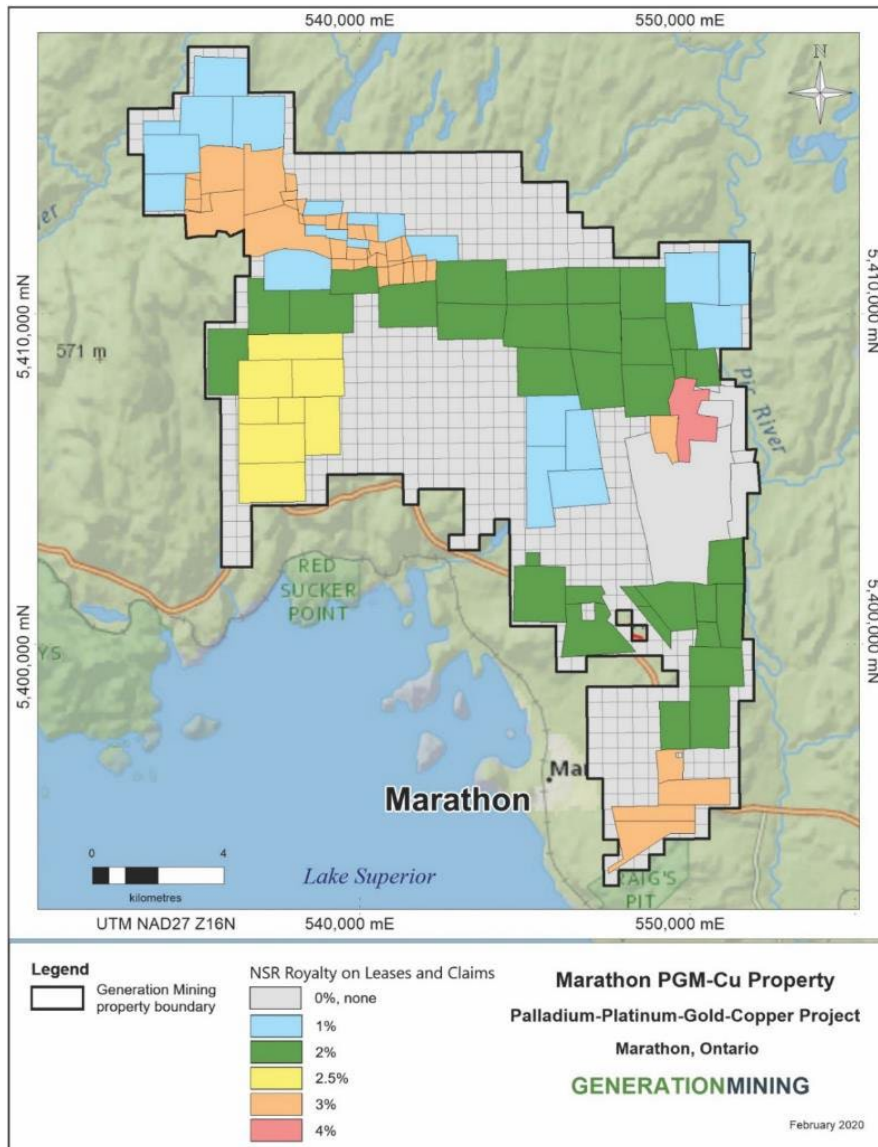 540,000 mE
550,000 mE
N
5,410,000 mN
5,410,000 mN
571 m
Pic River
RED
SUCKER
POINT
5,400,000 mN
5,400,000 mN
YS
Mar
Marathon
0
4
kilometres
Lake Superior
CRAIG'S
PIT
UTM NAD27 Z16N
540,000 mE
550,000 mE
Legend
Generation Mining
property boundary
NSR Royalty on Leases and Claims
0%, none
1%
2%
2.5%
3%
4%
Marathon PGM-Cu Property
Palladium-Platinum-Gold-Copper Project
Marathon, Ontario
GENERATIONMINING
February 2020